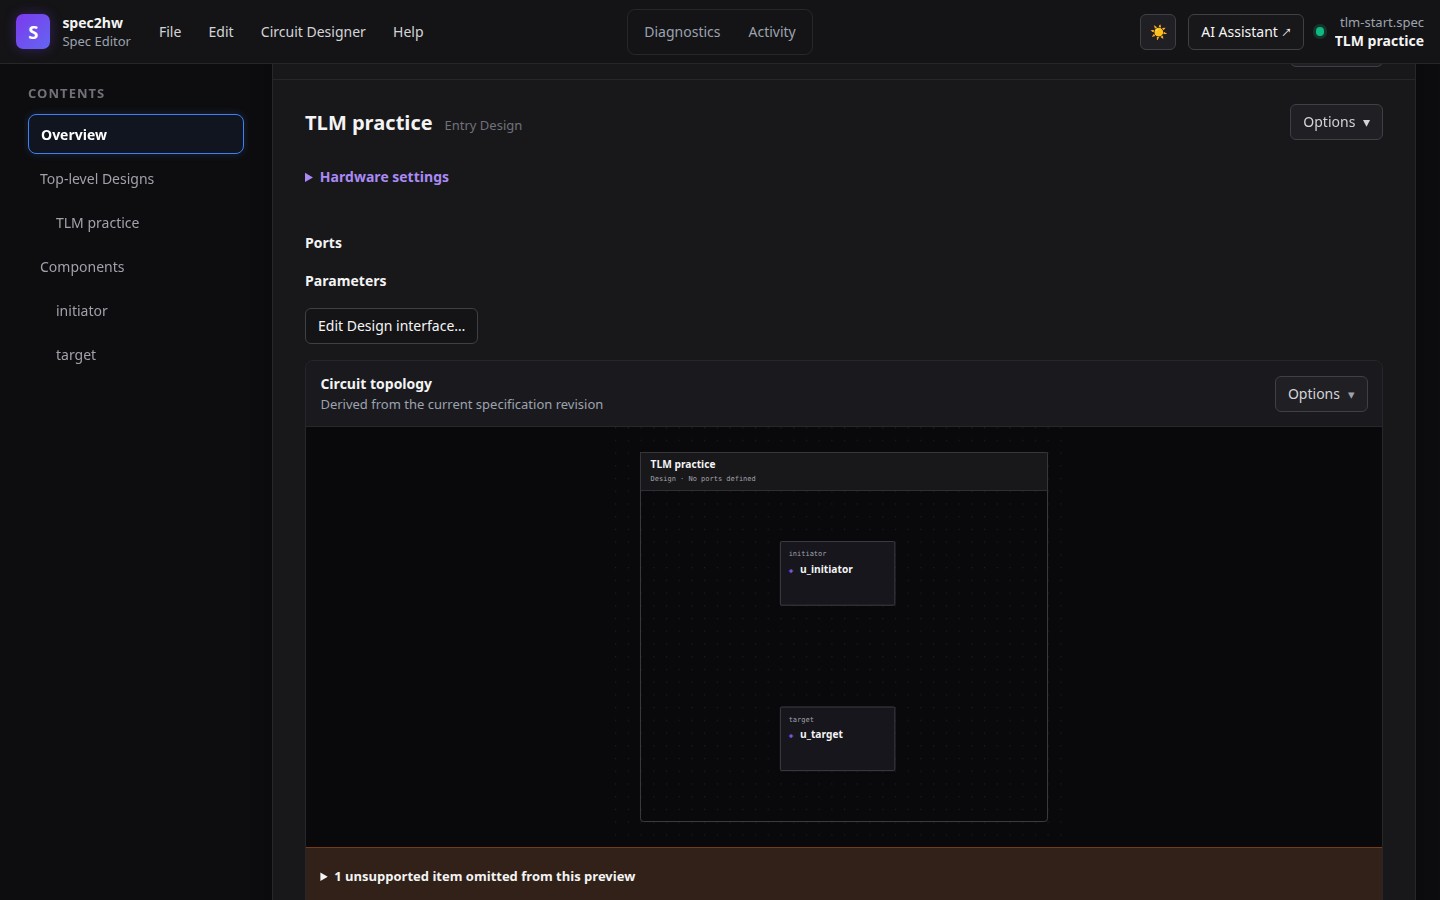 S
spec2hw
Spec Editor
File
Edit
Circuit Designer
Help
Diagnostics
Activity
☀️
AI Assistant ↗
tlm-start.spec
TLM practice
CONTENTS
Overview
Top-level Designs
TLM practice
Components
initiator
target
TLM practice Entry Design
Options ▾
▶ Hardware settings
Ports
Parameters
Edit Design interface...
Circuit topology
Derived from the current specification revision
Options ▾
TLM practice
Design · No ports defined
initiator
u_initiator
target
u_target
▶ 1 unsupported item omitted from this preview